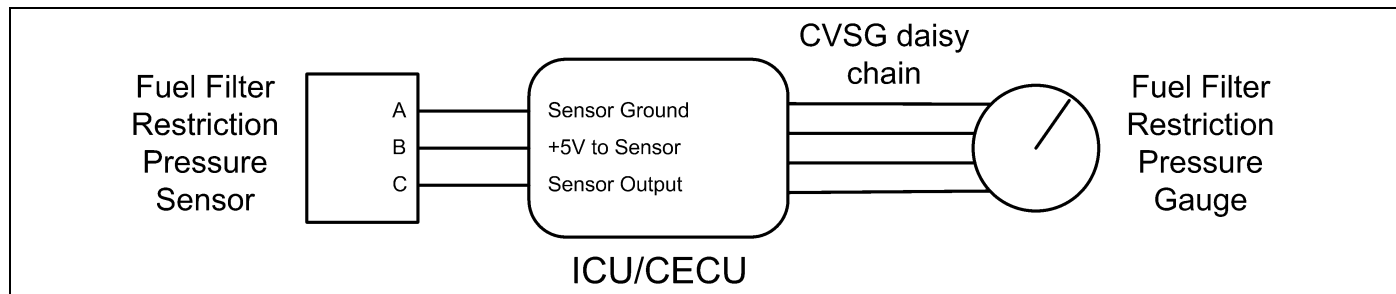 Fuel Filter
Restriction
Pressure
Sensor
A
B
C
Sensor Ground
+5V to Sensor
Sensor Output
ICU/CECU
CVSG daisy
chain
Fuel Filter
Restriction
Pressure
Gauge